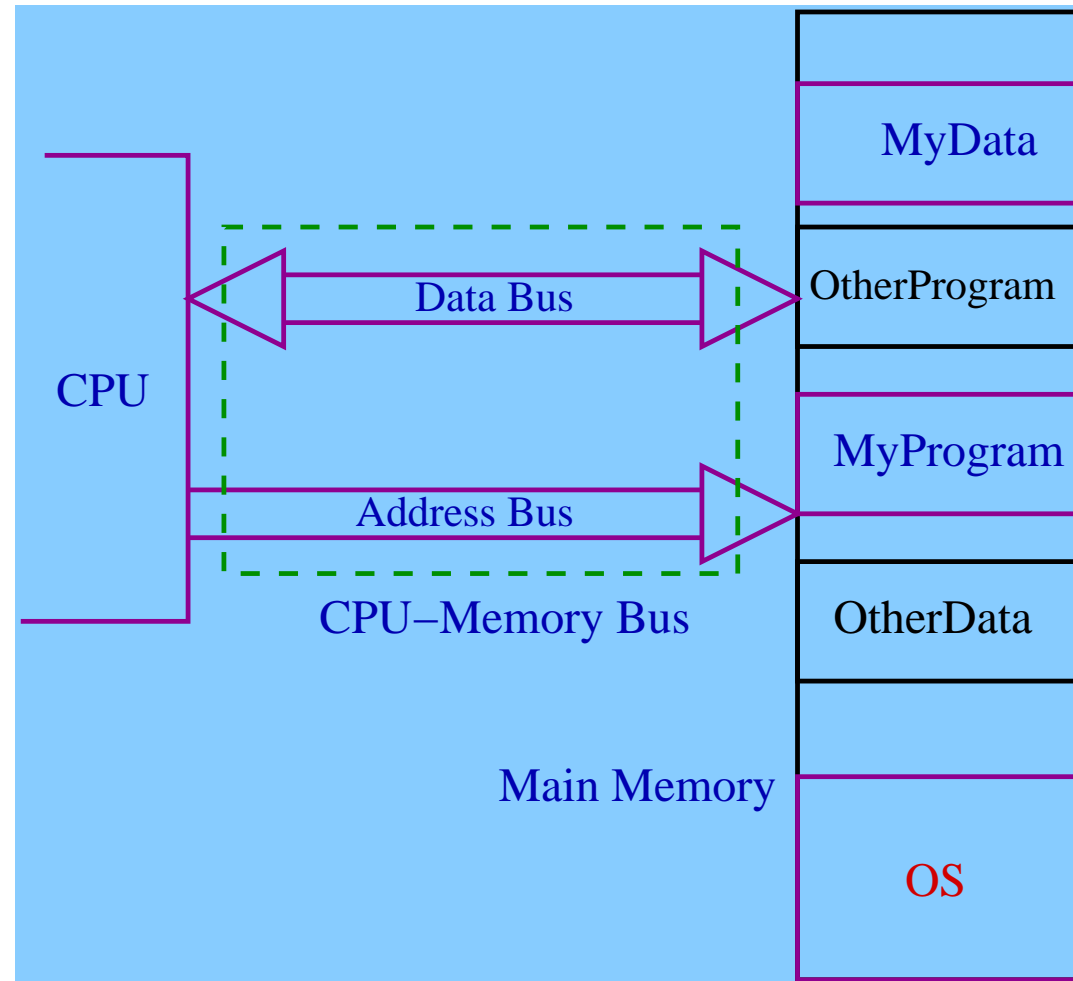 MyData
OtherProgram
Data Bus
CPU
MyProgram
Address Bus
CPU−Memory Bus
OtherData
Main Memory
OS